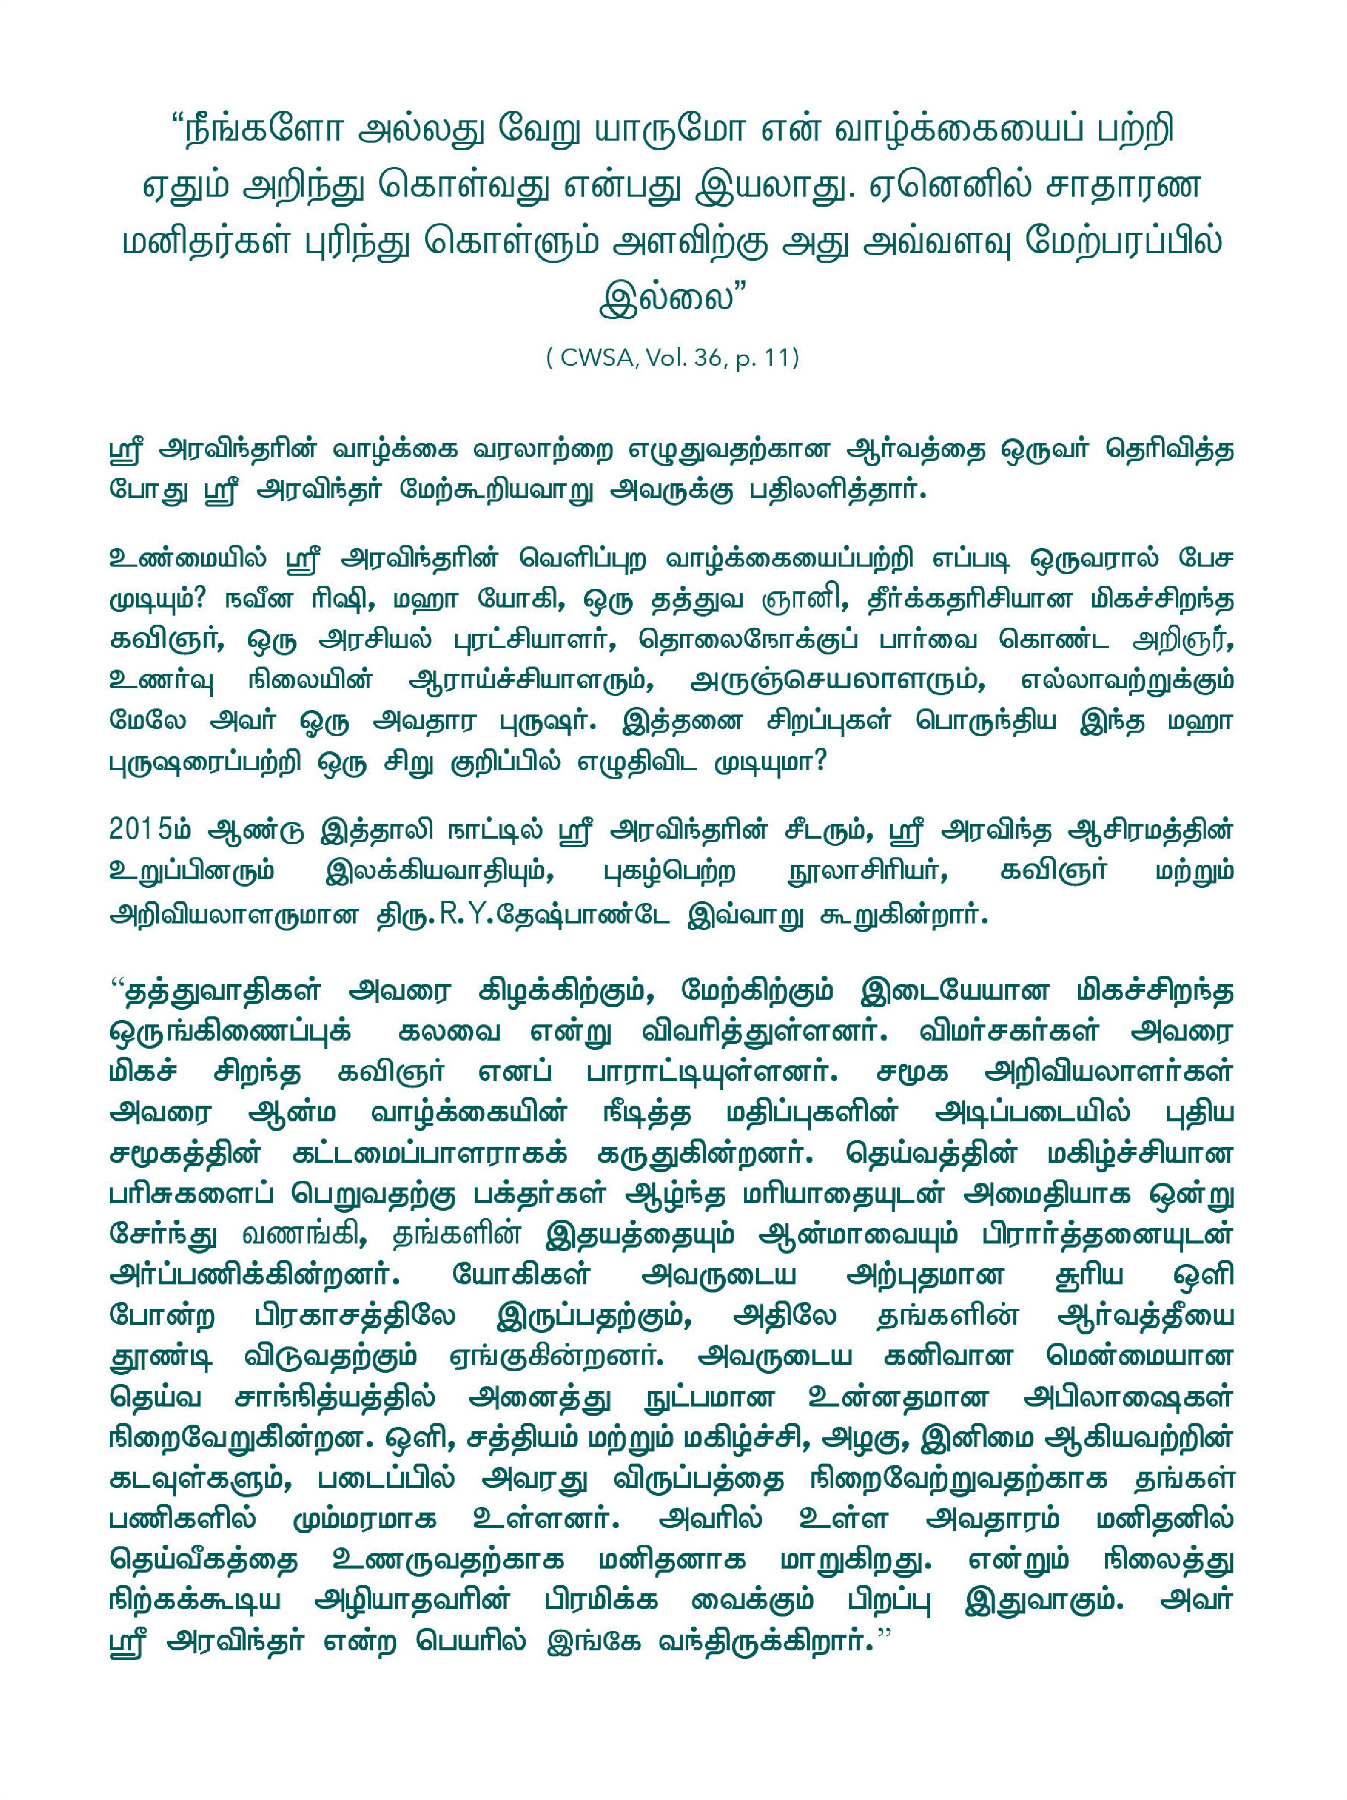 “நீங்களோ அல்லது வேறு யாருமோ என் வாழ்க்கையைப் பற்றி
ஏதும் அறிந்து கொள்வது என்பது இயலாது. ஏனெனில் சாதாரண
மனிதர்கள் புரிந்து கொள்ளும் அளவிற்கு அது அவ்வளவு மேற்பரப்பில்
இல்லை”
( CWSA, Vol. 36, p. 11)
ஸ்ரீ அரவிந்தரின் வாழ்க்கை வரலாற்றை எழுதுவதற்கான ஆர்வத்தை ஒருவர் தெரிவித்த
போது ஸ்ரீ அரவிந்தர் மேற்கூறியவாறு அவருக்கு பதிலளித்தார்.
உண்மையில் ஸ்ரீ அரவிந்தரின் வெளிப்புற வாழ்க்கையைப்பற்றி எப்படி ஒருவரால் பேச
முடியும்? நவீன ரிஷி, மஹா யோகி, ஒரு தத்துவ ஞானி, தீர்க்கதரிசியான மிகச்சிறந்த
கவிஞர், ஒரு அரசியல் புரட்சியாளர், தொலைநோக்குப் பார்வை கொண்ட அறிஞர்,
உணர்வு நிலையின் ஆராய்ச்சியாளரும், அருஞ்செயலாளரும், எல்லாவற்றுக்கும்
மேலே அவர் ஓரு அவதார புருஷர். இத்தனை சிறப்புகள் பொருந்திய இந்த மஹா
புருஷரைப்பற்றி ஒரு சிறு குறிப்பில் எழுதிவிட முடியுமா?
2015ம் ஆண்டு இத்தாலி நாட்டில் ஸ்ரீ அரவிந்தரின் சீடரும், ஸ்ரீ அரவிந்த ஆசிரமத்தின்
உறுப்பினரும் இலக்கியவாதியும், புகழ்பெற்ற நூலாசிரியர், கவிஞர் மற்றும்
அறிவியலாளருமான திரு.R.Y.தேஷ்பாண்டே இவ்வாறு கூறுகின்றார்.
“தத்துவாதிகள் அவரை கிழக்கிற்கும், மேற்கிற்கும் இடையேயான மிகச்சிறந்த
ஒருங்கிணைப்புக் கலவை என்று விவரித்துள்ளனர். விமர்சகர்கள் அவரை
மிகச் சிறந்த கவிஞர் எனப் பாராட்டியுள்ளனர். சமூக அறிவியலாளர்கள்
அவரை ஆன்ம வாழ்க்கையின் நீடித்த மதிப்புகளின் அடிப்படையில் புதிய
சமூகத்தின் கட்டமைப்பாளராகக் கருதுகின்றனர். தெய்வத்தின் மகிழ்ச்சியான
பரிசுகளைப் பெறுவதற்கு பக்தர்கள் ஆழ்ந்த மரியாதையுடன் அமைதியாக ஒன்று
சேர்ந்து வணங்கி, தங்களின் இதயத்தையும் ஆன்மாவையும் பிரார்த்தனையுடன்
அர்ப்பணிக்கின்றனர். யோகிகள் அவருடைய அற்புதமான சூரிய ஒளி
போன்ற பிரகாசத்திலே இருப்பதற்கும், அதிலே தங்களின் ஆர்வத்தீயை
தூண்டி விடுவதற்கும் ஏங்குகின்றனர். அவருடைய கனிவான மென்மையான
தெய்வ சாந்நித்யத்தில் அனைத்து நுட்பமான உன்னதமான அபிலாஷைகள்
நிறைவேறுகின்றன. ஒளி, சத்தியம் மற்றும் மகிழ்ச்சி, அழகு, இனிமை ஆகியவற்றின்
கடவுள்களும், படைப்பில் அவரது விருப்பத்தை நிறைவேற்றுவதற்காக தங்கள்
பணிகளில் மும்மரமாக உள்ளனர். அவரில் உள்ள அவதாரம் மனிதனில்
தெய்வீகத்தை உணருவதற்காக மனிதனாக மாறுகிறது. என்றும் நிலைத்து
நிற்கக்கூடிய அழியாதவரின் பிரமிக்க வைக்கும் பிறப்பு இதுவாகும். அவர்
ஸ்ரீ அரவிந்தர் என்ற பெயரில் இங்கே வந்திருக்கிறார்.”